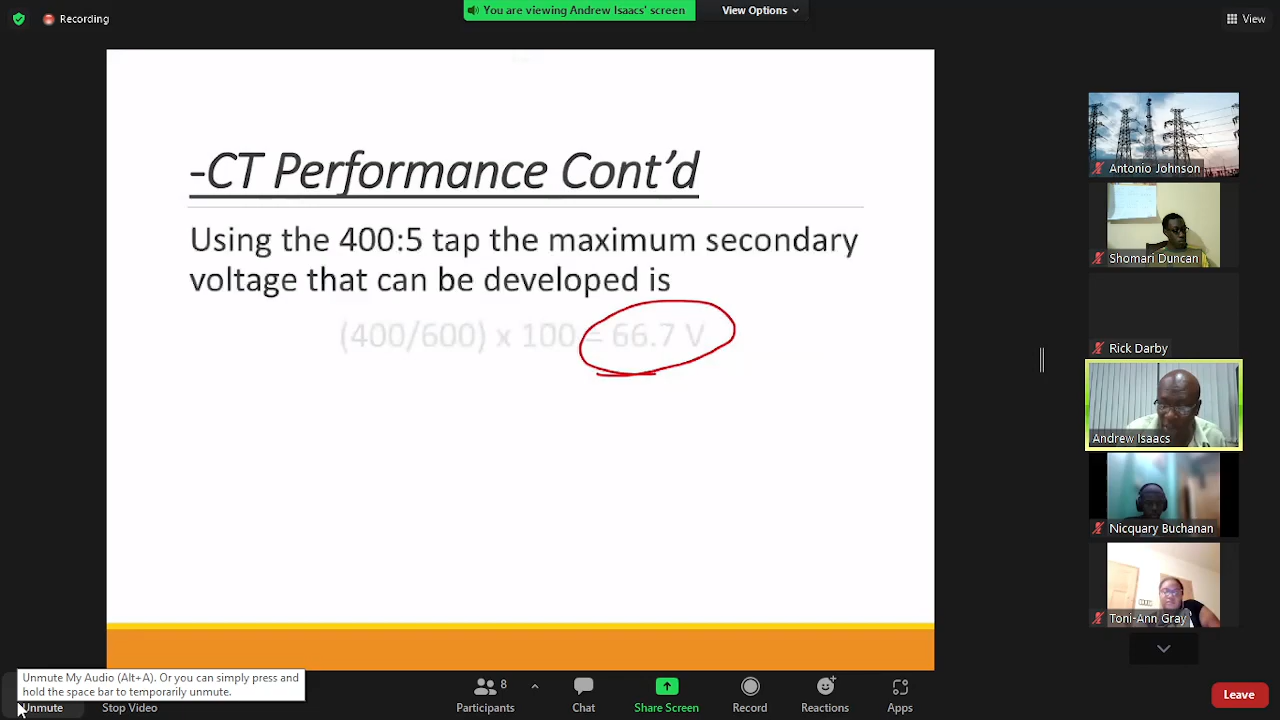 Recording
You are viewing Andrew Isaacs' screen
View Options
View
-CT Performance Cont'd
Using the 400:5 tap the maximum secondary
voltage that can be developed is
(400/600) x 100 = 66.7 V
Antonio Johnson
Shomari Duncan
Rick Darby
Andrew Isaacs
Nicquary Buchanan
Toni-Ann Gray
Unmute My Audio (Alt+A). Or you can simply press and
hold the space bar to temporarily unmute.
Unmute
Stop Video
Participants
8
Chat
Share Screen
Record
Reactions
Apps
Leave